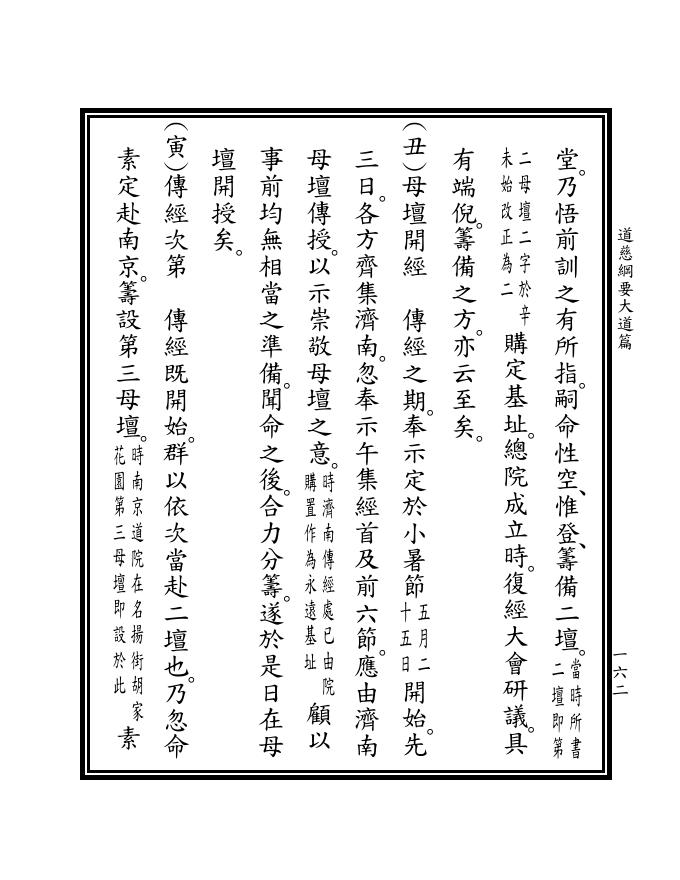 道慈綱要大道篇
一六二
堂。乃悟前訓之有所指。嗣命性空、惟登、籌備二壇。當時所書二壇即第
二母壇二字於辛未始改正為二購定基址。總院成立時。復經大會研議。具
有端倪。籌備之方。亦云至矣。
(丑)母壇開經 傳經之期。奉示定於小暑節五月二十五日開始。先
三日。各方齊集濟南。忽奉示午集經首及前六節。應由濟南
母壇傳授。以示崇敬母壇之意。時濟南傳經處已由院購置作為永遠基址顧以
事前均無相當之準備。聞命之後。合力分籌。遂於是日在母
壇開授矣。
(寅)傳經次第 傳經既開始。群以依次當赴二壇也。乃忽命
素定赴南京。籌設第三母壇。時南京道院在名揚街胡家花園第三母壇即設於此素